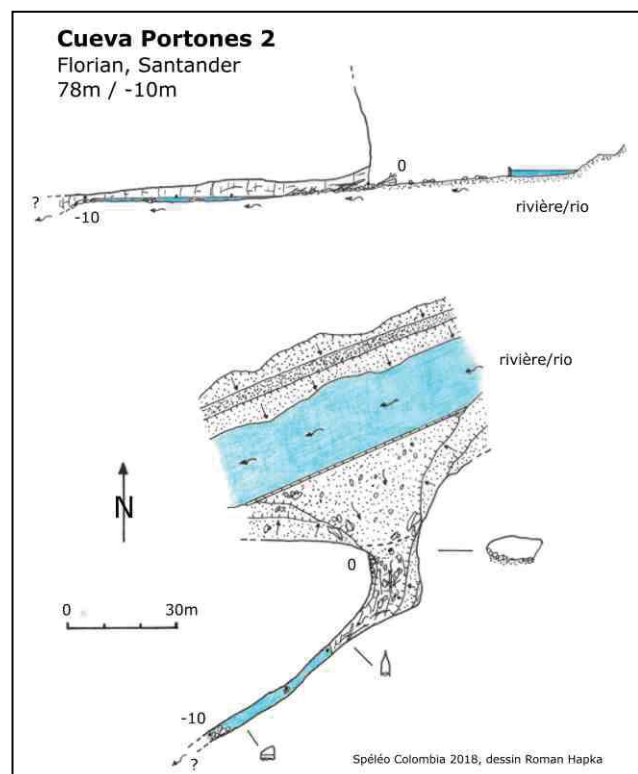 Cueva Portones 2
Florian, Santander
78m / -10m
0
?
-10
rivière/rio
rivière/rio
N
0
0 30m
-10
?
Spéléo Colombia 2018, dessin Roman Hapka